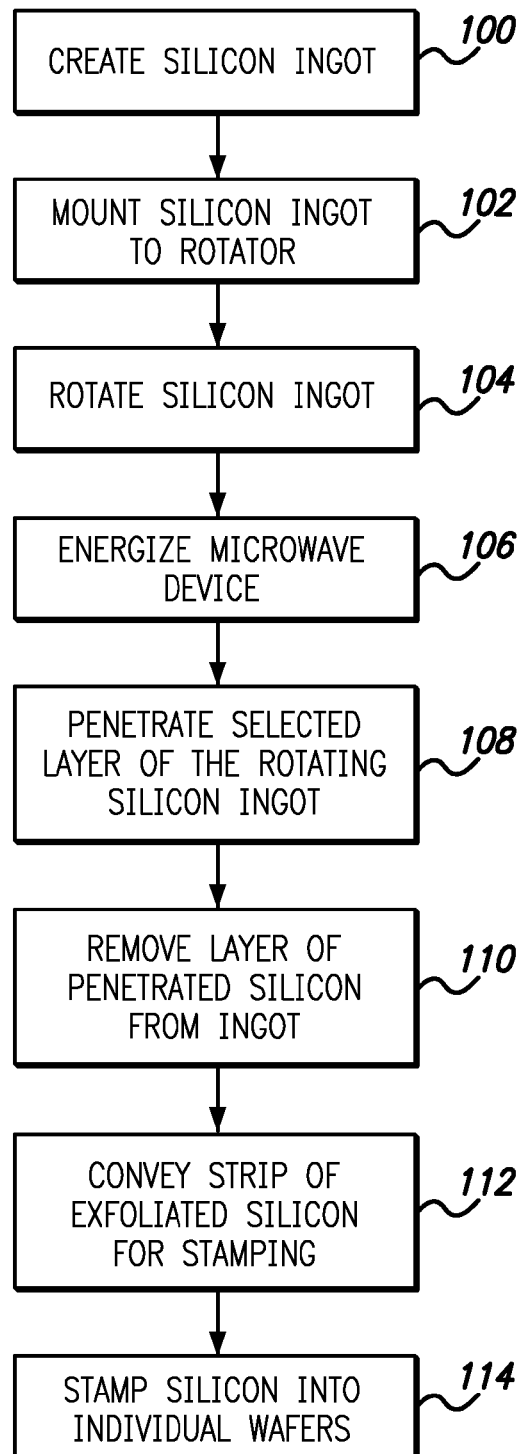 CREATE SILICON INGOT
100
MOUNT SILICON INGOT
TO ROTATOR
102
ROTATE SILICON INGOT
104
ENERGIZE MICROWAVE
DEVICE
106
PENETRATE SELECTED
LAYER OF THE ROTATING
SILICON INGOT
108
REMOVE LAYER OF
PENETRATED SILICON
FROM INGOT
110
CONVEY STRIP OF
EXFOLIATED SILICON
FOR STAMPING
112
STAMP SILICON INTO
INDIVIDUAL WAFERS
114